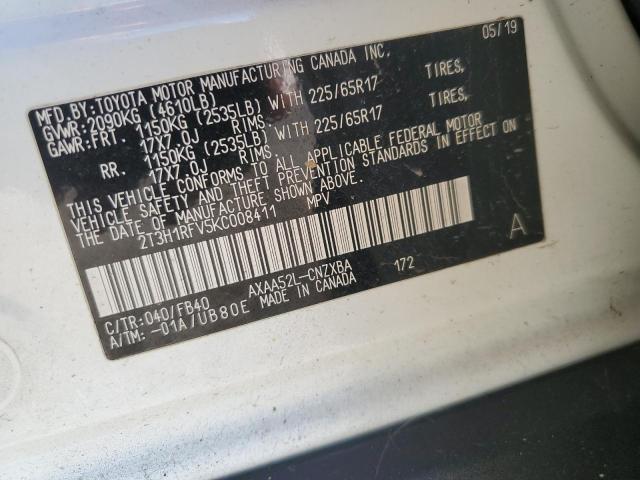 MFD.BY:TOYOTA MOTOR MANUFACTURING CANADA INC. 05/19
GVWR:2090KG (4610LB)
GAWR:FRT. 1150KG (2535LB) WITH 225/65R17 TIRES,
17X7.0J RIMS,
RR. 1150KG (2535LB) WITH 225/65R17 TIRES,
17X7.0J RIMS.
THIS VEHICLE CONFORMS TO ALL APPLICABLE FEDERAL MOTOR
VEHICLE SAFETY AND THEFT PREVENTION STANDARDS IN EFFECT ON
THE DATE OF MANUFACTURE SHOWN ABOVE.
2T3H1RFV5KC008411 MPV
A
C/TR:040/FB40 AXAA52L-CNZXBA 172
A/TM:-01A/UB80E MADE IN CANADA